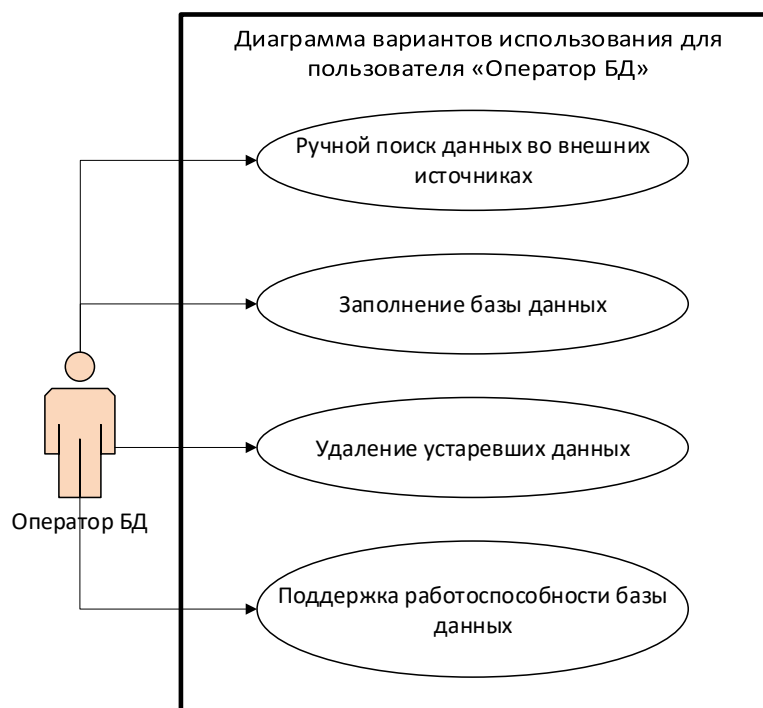 Диаграмма вариантов использования для
пользователя «Оператор БД»
Ручной поиск данных во внешних
источниках
Заполнение базы данных
Удаление устаревших данных
Оператор БД
Поддержка работоспособности базы
данных